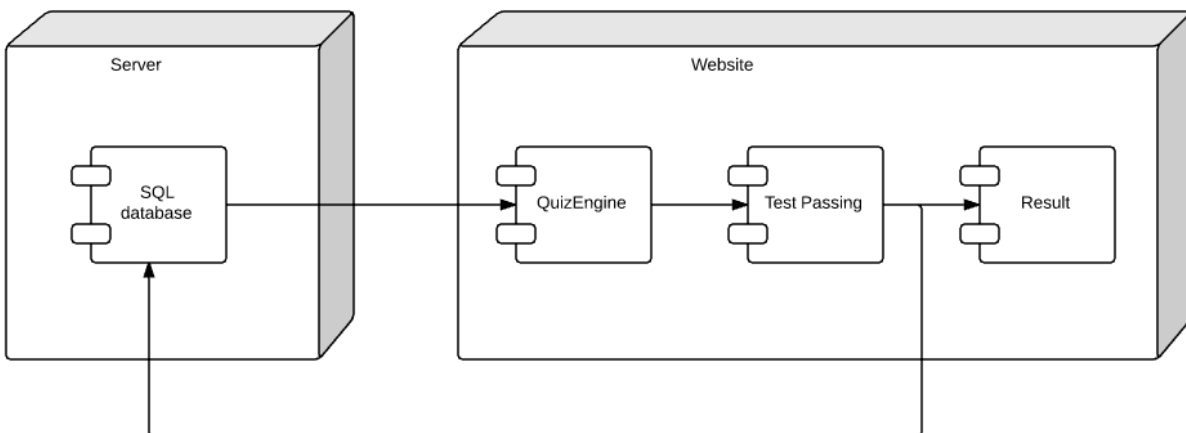 Server
Website
SQL
database
QuizEngine
Test Passing
Result